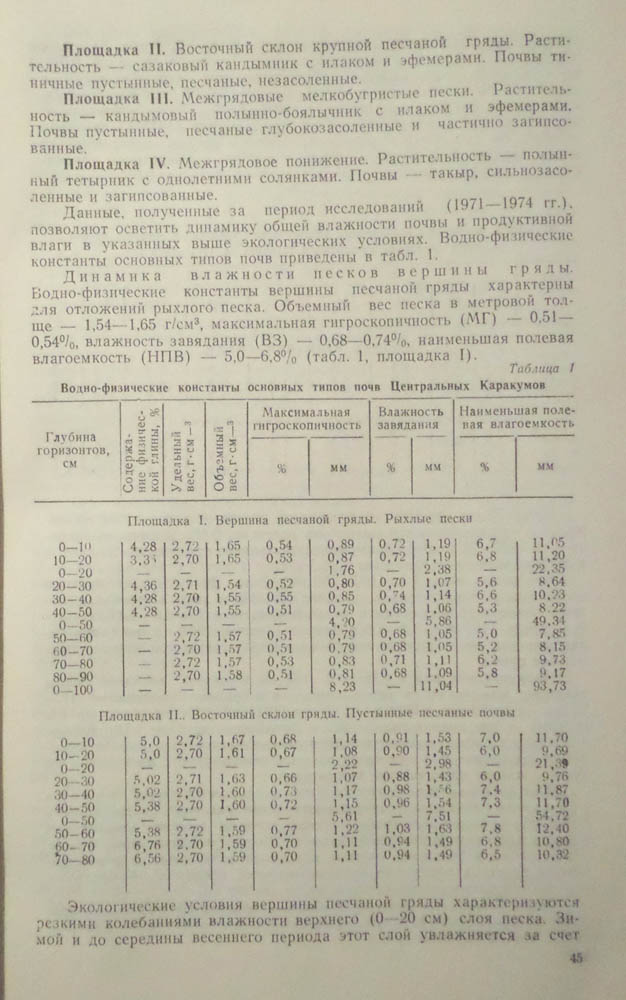 Площадка II. Восточный склон крупной песчаной гряды. Расти-
тельность — сазаковый кандымник с илаком и эфемерами. Почвы ти-
пичные пустынные, песчаные, незасоленные.
Площадка III. Межгрядовые мелкобугристые пески. Раститель-
ность — кандымовый полынно-боялычник с илаком и эфемерами.
Почвы пустынные, песчаные глубокозасоленные и частично загипсо-
ванные.
Площадка IV. Межгрядовое понижение. Растительность — полын-
ный тетырник с однолетними солянками. Почвы — такыр, сильнозасо-
ленные и загипсованные.
Данные, полученные за период исследований (1971—1974 гг.),
позволяют осветить динамику общей влажности почвы и продуктивной
влаги в указанных выше экологических условиях. Водно-физические
константы основных типов почв приведены в табл. 1.
Динамика влажности песков вершины гряды.
Водно-физические константы вершины песчаной гряды характерны
для отложений рыхлого песка. Объемный вес песка в метровой тол-
ще — 1,54—1,65 г/см³, максимальная гигроскопичность (МГ) — 0,51—
0,54%, влажность завядания (ВЗ) — 0,68—0,74%, наименьшая полевая
влагоемкость (НПВ) — 5,0—6,8% (табл. 1, площадка I).
Таблица 1
Водно-физические константы основных типов почв Центральных Каракумов
Глубина горизонтов, см | Содержа-ние физичес-кой глины, % | Удельный вес, г·см—3 | Объемный вес, г·см—3 | Максимальная гигроскопичность | Влажность завядания | Наименьшая поле-вая влагоемкость
% | мм | % | мм | % | мм
Площадка I. Вершина песчаной гряды. Рыхлые пески
0—10 4,28 2,72 1,65 0,54 0,89 0,72 1,19 6,7 11,05
10—20 3,33 2,70 1,65 0,53 0,87 0,72 1,19 6,8 11,20
0—20 — — — — 1,76 — 2,38 — 22,35
20—30 4,36 2,71 1,54 0,52 0,80 0,70 1,07 5,6 8,64
30—40 4,28 2,70 1,55 0,55 0,85 0,74 1,14 6,6 10,23
40—50 4,28 2,70 1,55 0,51 0,79 0,68 1,06 5,3 8.22
0—50 — — — — 4,20 — 5,86 — 49,34
50—60 — 2,72 1,57 0,51 0,79 0,68 1,05 5,0 7,85
60—70 — 2,70 1,57 0,51 0,79 0,68 1,05 5,2 8,15
70—80 — 2,72 1,57 0,53 0,83 0,71 1,11 6,2 9,73
80—90 — 2,70 1,58 0,51 0,81 0,68 1,09 5,8 9,17
0—100 — — — — 8,23 — 11,04 — 93,73
Площадка II.. Восточный склон гряды. Пустынные песчаные почвы
0—10 5,0 2,72 1,67 0,68 1,14 0,91 1,53 7,0 11,70
10—20 5,0 2,70 1,61 0,67 1,08 0,90 1,45 6,0 9,69
0—20 — — — — 2,22 — 2,98 — 21,39
20—30 5,02 2,71 1,63 0,66 1,07 0,88 1,43 6,0 9,76
30—40 5,02 2,70 1,60 0,73 1,17 0,98 1,56 7,4 11,87
40—50 5,38 2,70 1,60 0,72 1,15 0,96 1,54 7,3 11,70
0—50 — — — — 5,61 — 7,51 — 54,72
50—60 5,38 2,72 1,59 0,77 1,22 1,03 1,63 7,8 12,40
60—70 6,76 2.70 1,59 0,70 1,11 0,94 1,49 6,8 10,80
70—80 6,56 2,70 1,59 0,70 1,11 0,94 1,49 6,5 10,32
Экологические условия вершины песчаной гряды характеризуются
резкими колебаниями влажности верхнего (0—20 см) слоя песка. Зи-
мой и до середины весеннего периода этот слой увлажняется за счет
45